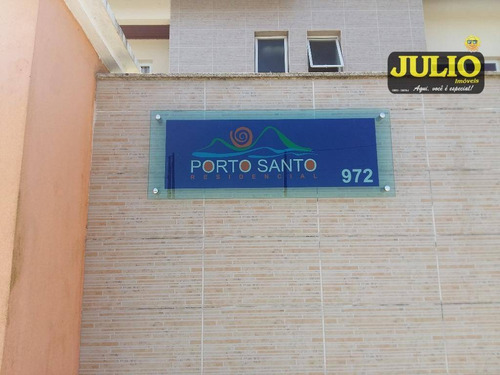 JULIO
Imóveis
Aqui, você é especial!
PORTO SANTO
RESIDENCIAL
972